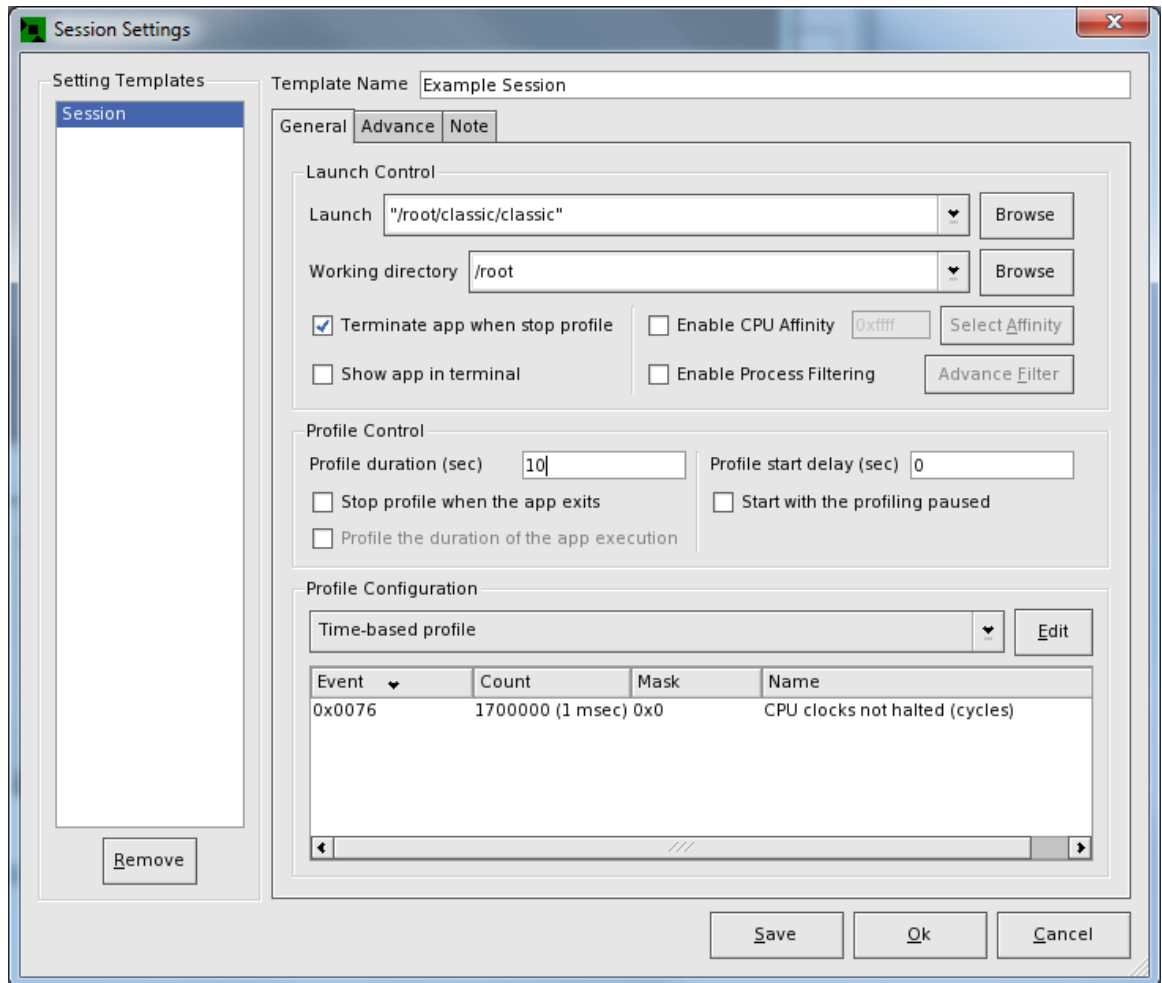 Session Settings
Setting Templates
Session
Remove
Template Name Example Session
General Advance Note
Launch Control
Launch "/root/classic/classic" Browse
Working directory /root Browse
Terminate app when stop profile Enable CPU Affinity 0xffff Select Affinity
Show app in terminal Enable Process Filtering Advance Filter
Profile Control
Profile duration (sec) 10 Profile start delay (sec) 0
Stop profile when the app exits Start with the profiling paused
Profile the duration of the app execution
Profile Configuration
Time-based profile Edit
Event Count Mask Name
0x0076 1700000 (1 msec) 0x0 CPU clocks not halted (cycles)
Save Ok Cancel